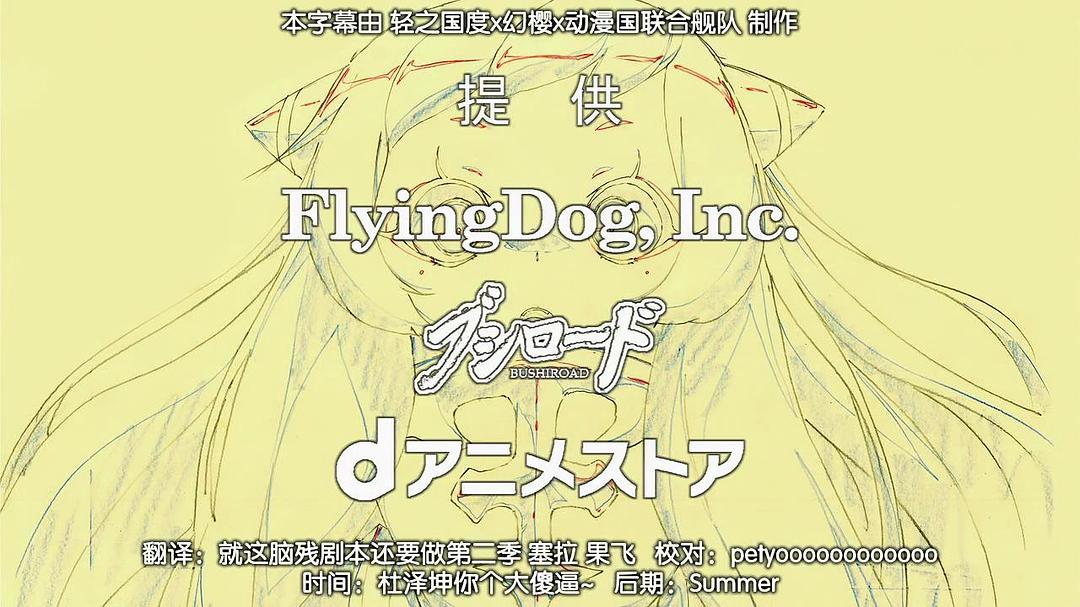 本字幕由 轻之国度x幻樱x动漫国联合舰队 制作
提 供
FlyingDog, Inc.
ブシロード
BUSHIROAD
dアニメストア
翻译：就这脑残剧本还要做第二季 塞拉 果飞 校对：petyoooooooooooo
时间：杜泽坤你个大傻逼~ 后期：Summer